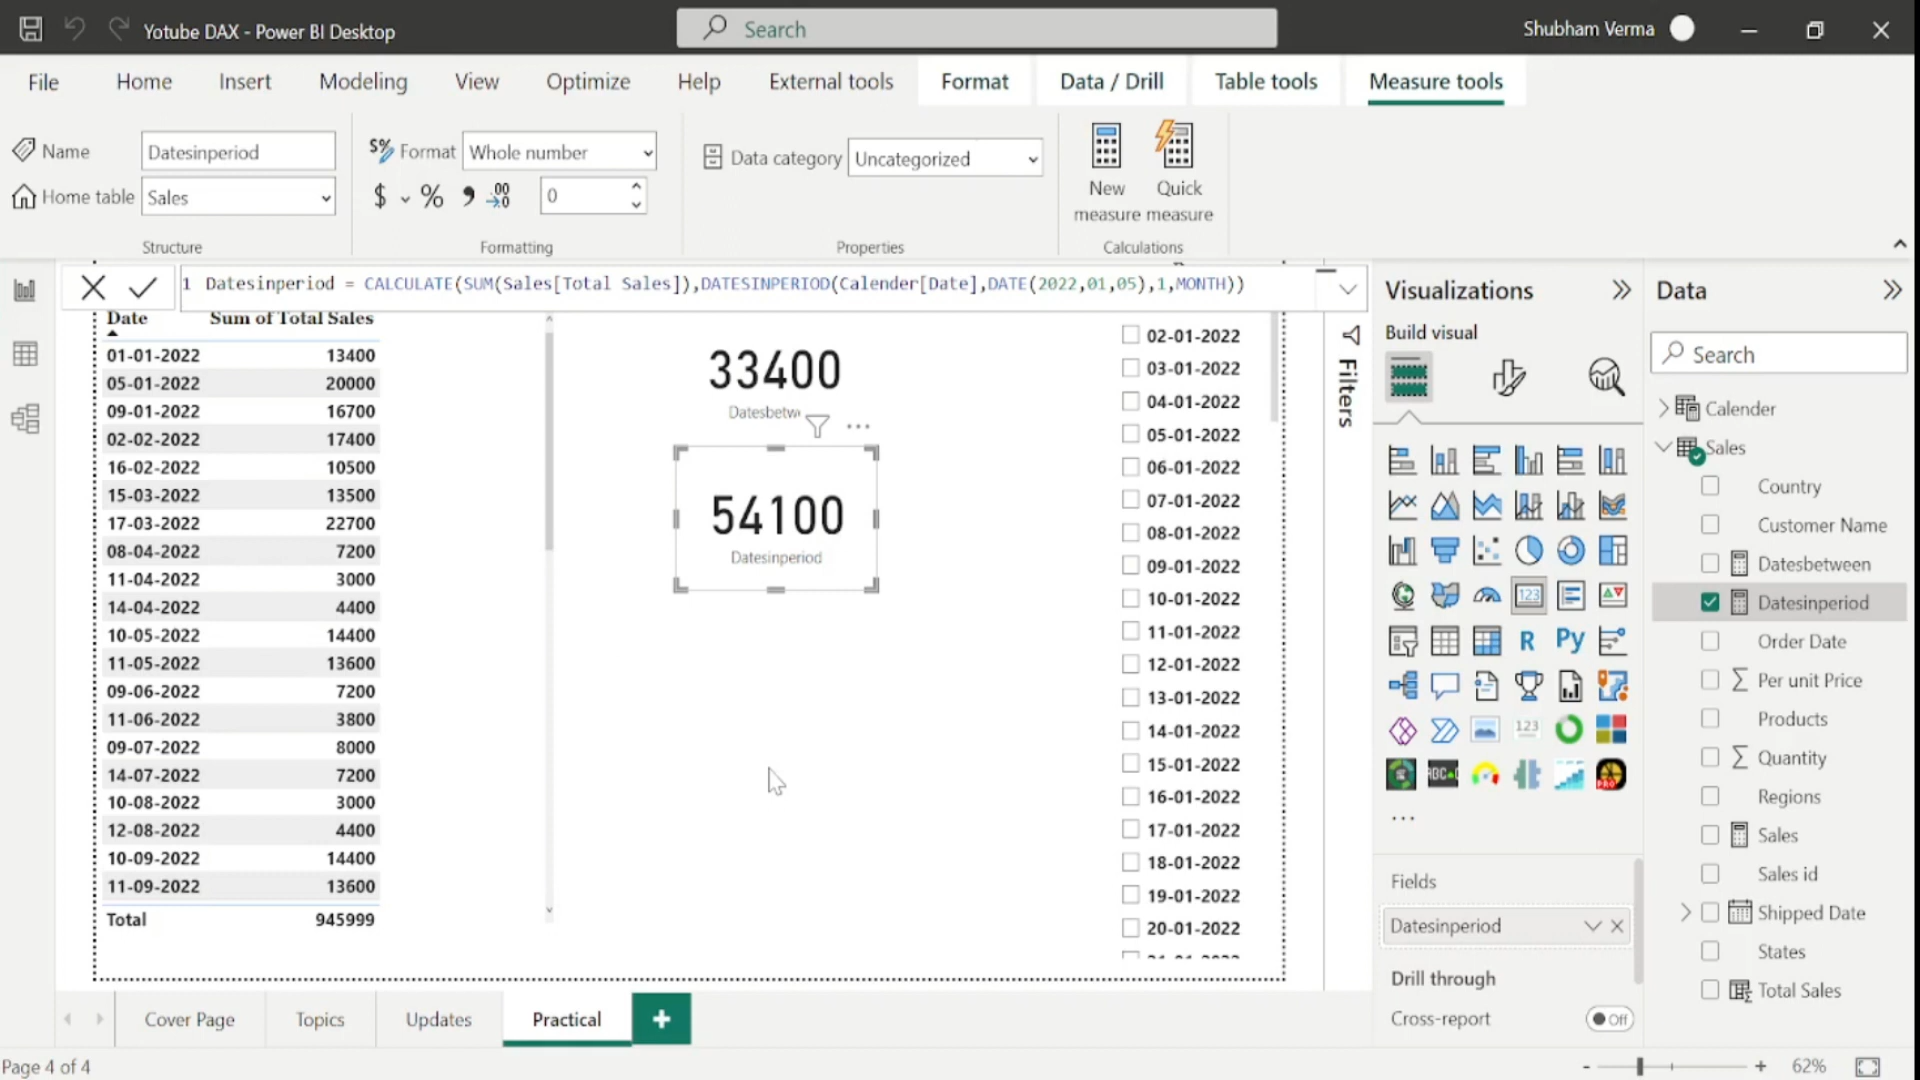 Yotube DAX - Power BI Desktop
Search
Shubham Verma
File Home Insert Modeling View Optimize Help External tools Format Data / Drill Table tools Measure tools
Name Datesinperiod
Home table Sales
Structure
Format Whole number
$ % 0
Formatting
Data category Uncategorized
Properties
New measure
Quick measure
Calculations
1 Datesinperiod = CALCULATE(SUM(Sales[Total Sales]),DATESINPERIOD(Calender[Date],DATE(2022,01,05),1,MONTH))
Date Sum of Total Sales
01-01-2022 13400
05-01-2022 20000
09-01-2022 16700
02-02-2022 17400
16-02-2022 10500
15-03-2022 13500
17-03-2022 22700
08-04-2022 7200
11-04-2022 3000
14-04-2022 4400
10-05-2022 14400
11-05-2022 13600
09-06-2022 7200
11-06-2022 3800
09-07-2022 8000
14-07-2022 7200
10-08-2022 3000
12-08-2022 4400
10-09-2022 14400
11-09-2022 13600
Total 945999
33400
Datesbetw
54100
Datesinperiod
02-01-2022
03-01-2022
04-01-2022
05-01-2022
06-01-2022
07-01-2022
08-01-2022
09-01-2022
10-01-2022
11-01-2022
12-01-2022
13-01-2022
14-01-2022
15-01-2022
16-01-2022
17-01-2022
18-01-2022
19-01-2022
20-01-2022
Filters
Visualizations
Build visual
123
R
Py
123
PRO
...
Fields
Datesinperiod
Drill through
Cross-report Off
Data
Search
Calender
Sales
Country
Customer Name
Datesbetween
Datesinperiod
Order Date
Per unit Price
Products
Quantity
Regions
Sales
Sales id
Shipped Date
States
Total Sales
Cover Page Topics Updates Practical +
Page 4 of 4
- + 62%